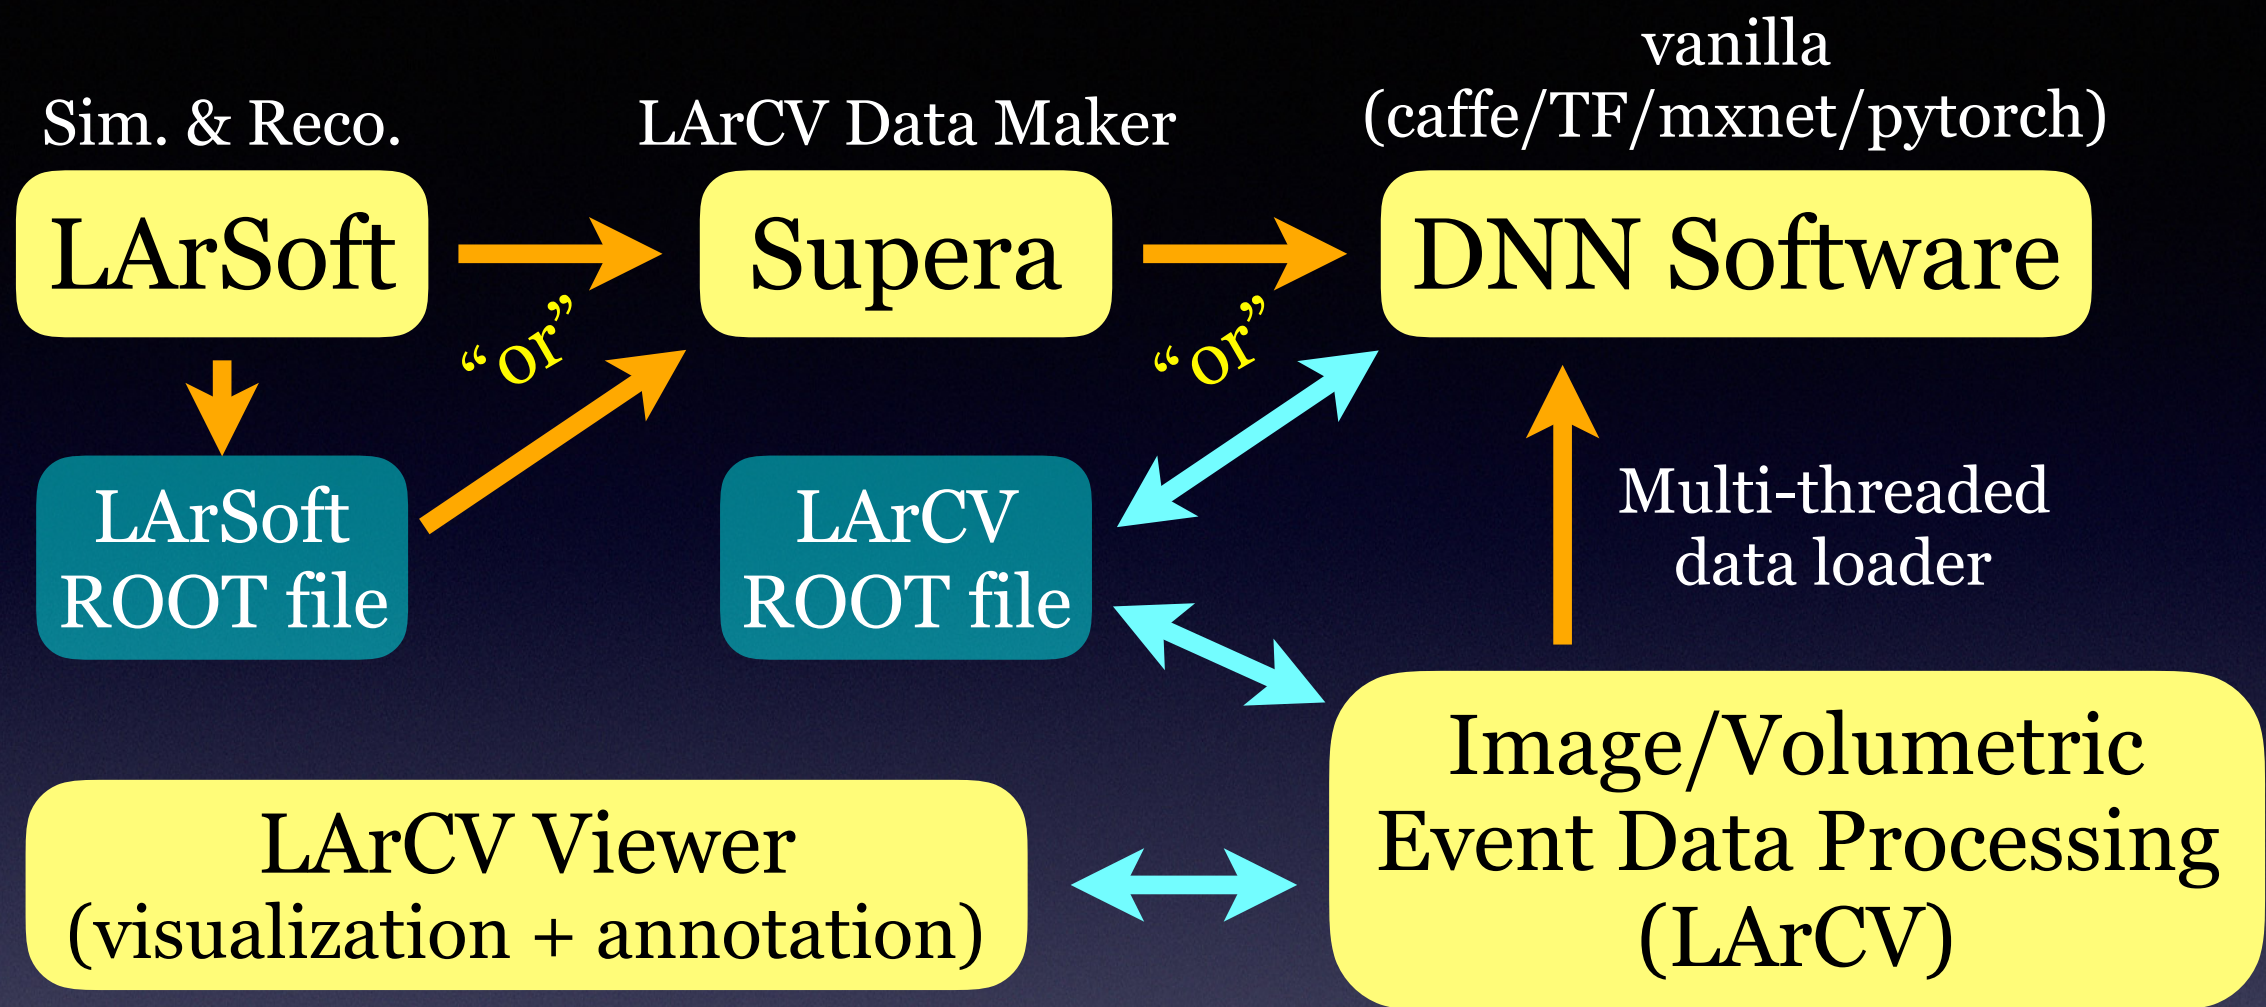 Sim. & Reco.
LArSoft
LArCV Data Maker
Supera
vanilla
(caffe/TF/mxnet/pytorch)
DNN Software
“or”
“or”
LArSoft
ROOT file
LArCV
ROOT file
Multi-threaded
data loader
LArCV Viewer
(visualization + annotation)
Image/Volumetric
Event Data Processing
(LArCV)